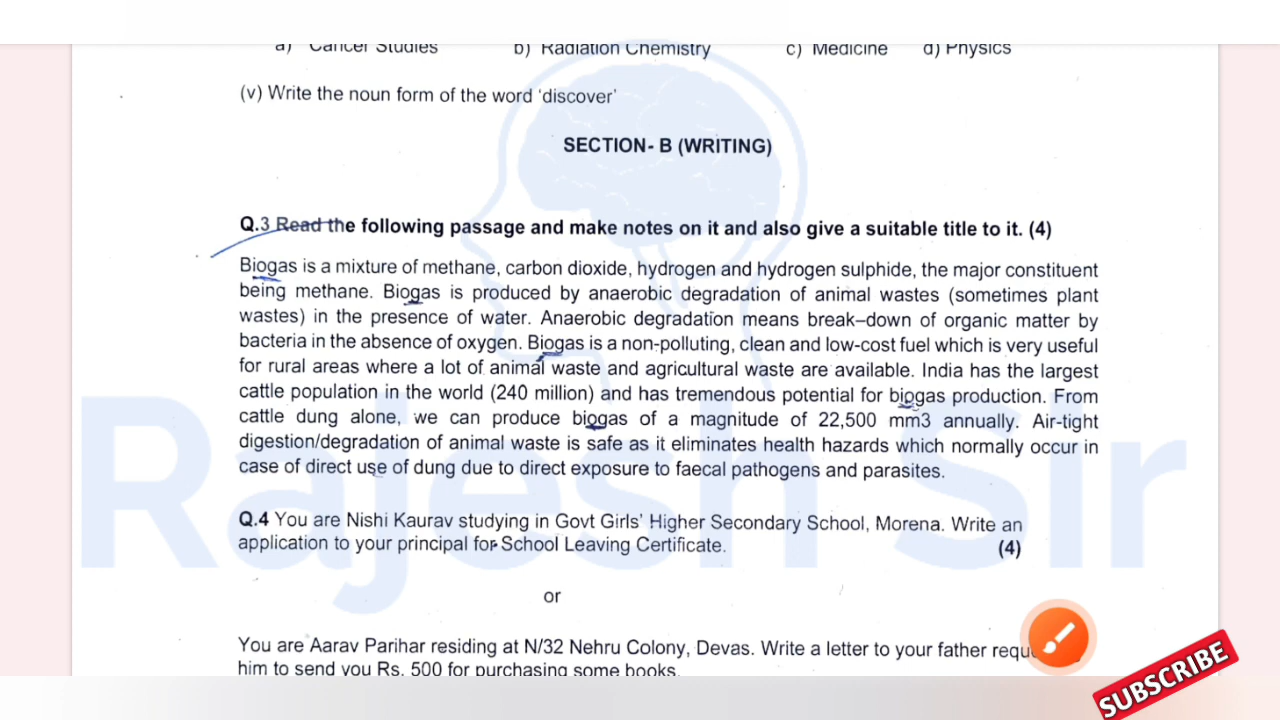 a) Cancer Studies b) Radiation Chemistry c) Medicine d) Physics
(v) Write the noun form of the word 'discover'
SECTION- B (WRITING)
Q.3 Read the following passage and make notes on it and also give a suitable title to it. (4)
Biogas is a mixture of methane, carbon dioxide, hydrogen and hydrogen sulphide, the major constituent
being methane. Biogas is produced by anaerobic degradation of animal wastes (sometimes plant
wastes) in the presence of water. Anaerobic degradation means break–down of organic matter by
bacteria in the absence of oxygen. Biogas is a non-polluting, clean and low-cost fuel which is very useful
for rural areas where a lot of animal waste and agricultural waste are available. India has the largest
cattle population in the world (240 million) and has tremendous potential for biogas production. From
cattle dung alone, we can produce biogas of a magnitude of 22,500 mm3 annually. Air-tight
digestion/degradation of animal waste is safe as it eliminates health hazards which normally occur in
case of direct use of dung due to direct exposure to faecal pathogens and parasites.
Rajesh Sir
Q.4 You are Nishi Kaurav studying in Govt Girls' Higher Secondary School, Morena. Write an
application to your principal for School Leaving Certificate. (4)
or
You are Aarav Parihar residing at N/32 Nehru Colony, Devas. Write a letter to your father
him to send you Rs. 500 for purchasing some books.
SUBSCRIBE